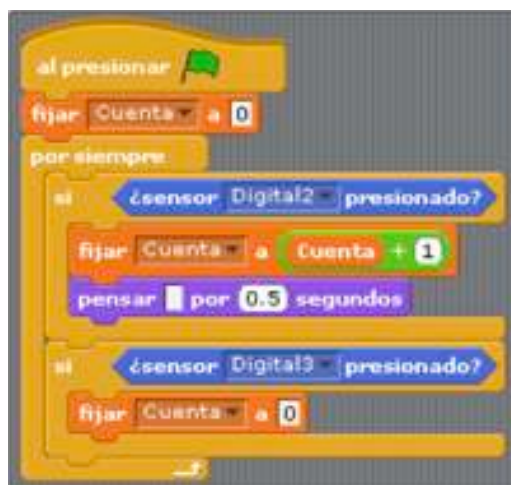 al presionar
fijar Cuenta a 0
por siempre
si ¿sensor Digital2 presionado?
fijar Cuenta a Cuenta + 1
pensar por 0.5 segundos
si ¿sensor Digital3 presionado?
fijar Cuenta a 0